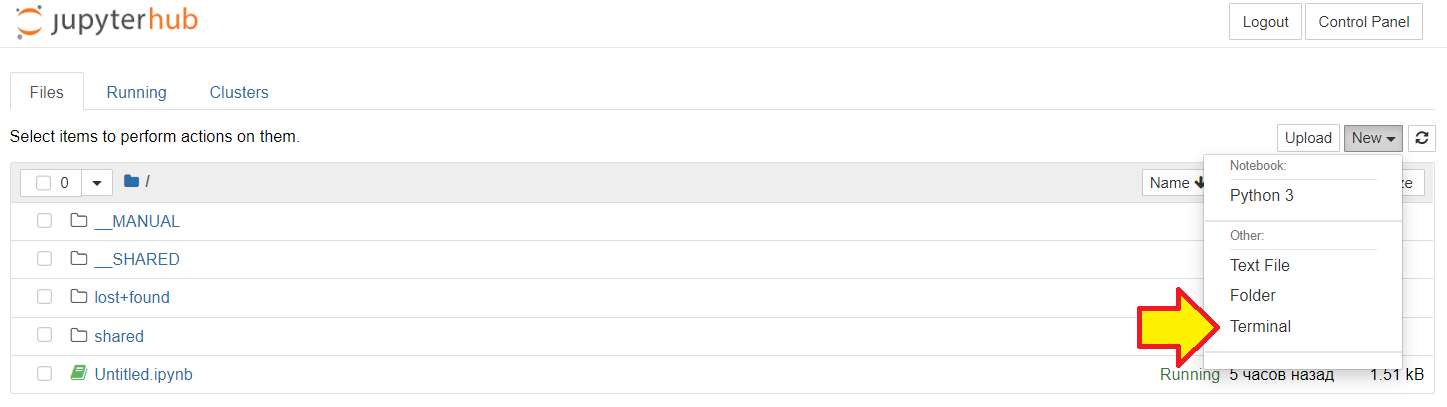 jupyterhub
Logout Control Panel
Files Running Clusters
Select items to perform actions on them.
Upload New
0 / Name ze
Notebook:
Python 3
__MANUAL
__SHARED
Other:
Text File
lost+found
Folder
shared
Terminal
Untitled.ipynb Running 5 часов назад 1.51 kB